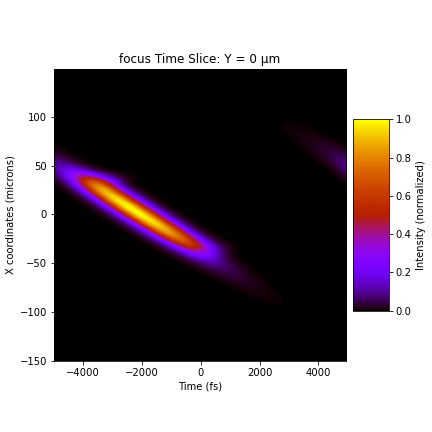 focus Time Slice: Y = 0 μm
X coordinates (microns)
100
50
0
−50
−100
−150
−4000 −2000 0 2000 4000
Time (fs)
1.0
0.8
0.6
0.4
0.2
0.0
Intensity (normalized)